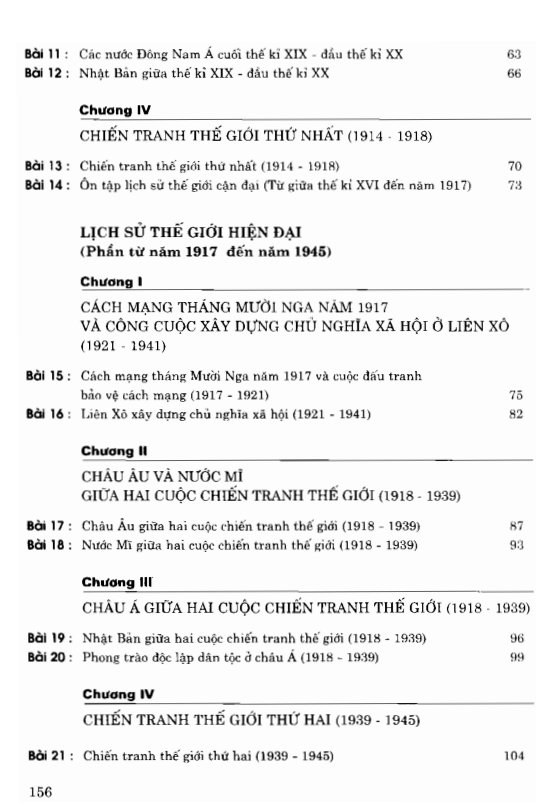 Bài 11 : Các nước Đông Nam Á cuối thế kỉ XIX - đầu thế kỉ XX 63
Bài 12 : Nhật Bản giữa thế kỉ XIX - đầu thế kỉ XX 66
Chương IV
CHIẾN TRANH THẾ GIỚI THỨ NHẤT (1914 - 1918)
Bài 13 : Chiến tranh thế giới thứ nhất (1914 - 1918) 70
Bài 14 : Ôn tập lịch sử thế giới cận đại (Từ giữa thế kỉ XVI đến năm 1917) 73
LỊCH SỬ THẾ GIỚI HIỆN ĐẠI
(Phần từ năm 1917 đến năm 1945)
Chương I
CÁCH MẠNG THÁNG MƯỜI NGA NĂM 1917
VÀ CÔNG CUỘC XÂY DỰNG CHỦ NGHĨA XÃ HỘI Ở LIÊN XÔ
(1921 - 1941)
Bài 15 : Cách mạng tháng Mười Nga năm 1917 và cuộc đấu tranh
bảo vệ cách mạng (1917 - 1921) 75
Bài 16 : Liên Xô xây dựng chủ nghĩa xã hội (1921 - 1941) 82
Chương II
CHÂU ÂU VÀ NƯỚC MĨ
GIỮA HAI CUỘC CHIẾN TRANH THẾ GIỚI (1918 - 1939)
Bài 17 : Châu Âu giữa hai cuộc chiến tranh thế giới (1918 - 1939) 87
Bài 18 : Nước Mĩ giữa hai cuộc chiến tranh thế giới (1918 - 1939) 93
Chương III
CHÂU Á GIỮA HAI CUỘC CHIẾN TRANH THẾ GIỚI (1918 - 1939)
Bài 19 : Nhật Bản giữa hai cuộc chiến tranh thế giới (1918 - 1939) 96
Bài 20 : Phong trào độc lập dân tộc ở châu Á (1918 - 1939) 99
Chương IV
CHIẾN TRANH THẾ GIỚI THỨ HAI (1939 - 1945)
Bài 21 : Chiến tranh thế giới thứ hai (1939 - 1945) 104
156